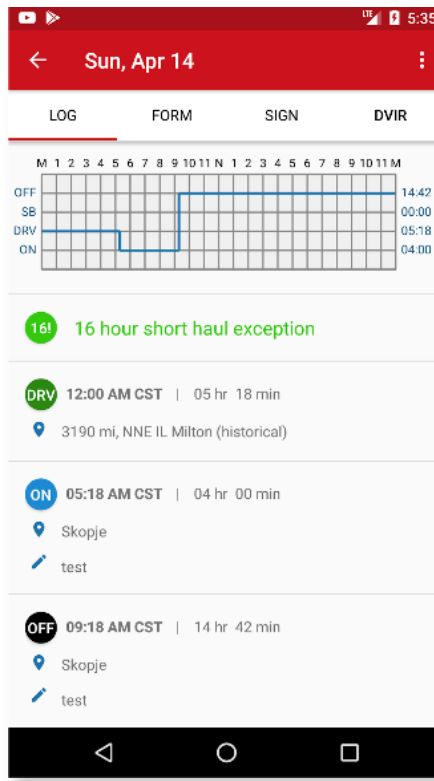 LTE 5:35
Sun, Apr 14
LOG FORM SIGN DVIR
M 1 2 3 4 5 6 7 8 9 10 11 N 1 2 3 4 5 6 7 8 9 10 11 M
OFF 14:42
SB 00:00
DRV 05:18
ON 04:00
16! 16 hour short haul exception
DRV 12:00 AM CST | 05 hr 18 min
3190 mi, NNE IL Milton (historical)
ON 05:18 AM CST | 04 hr 00 min
Skopje
test
OFF 09:18 AM CST | 14 hr 42 min
Skopje
test